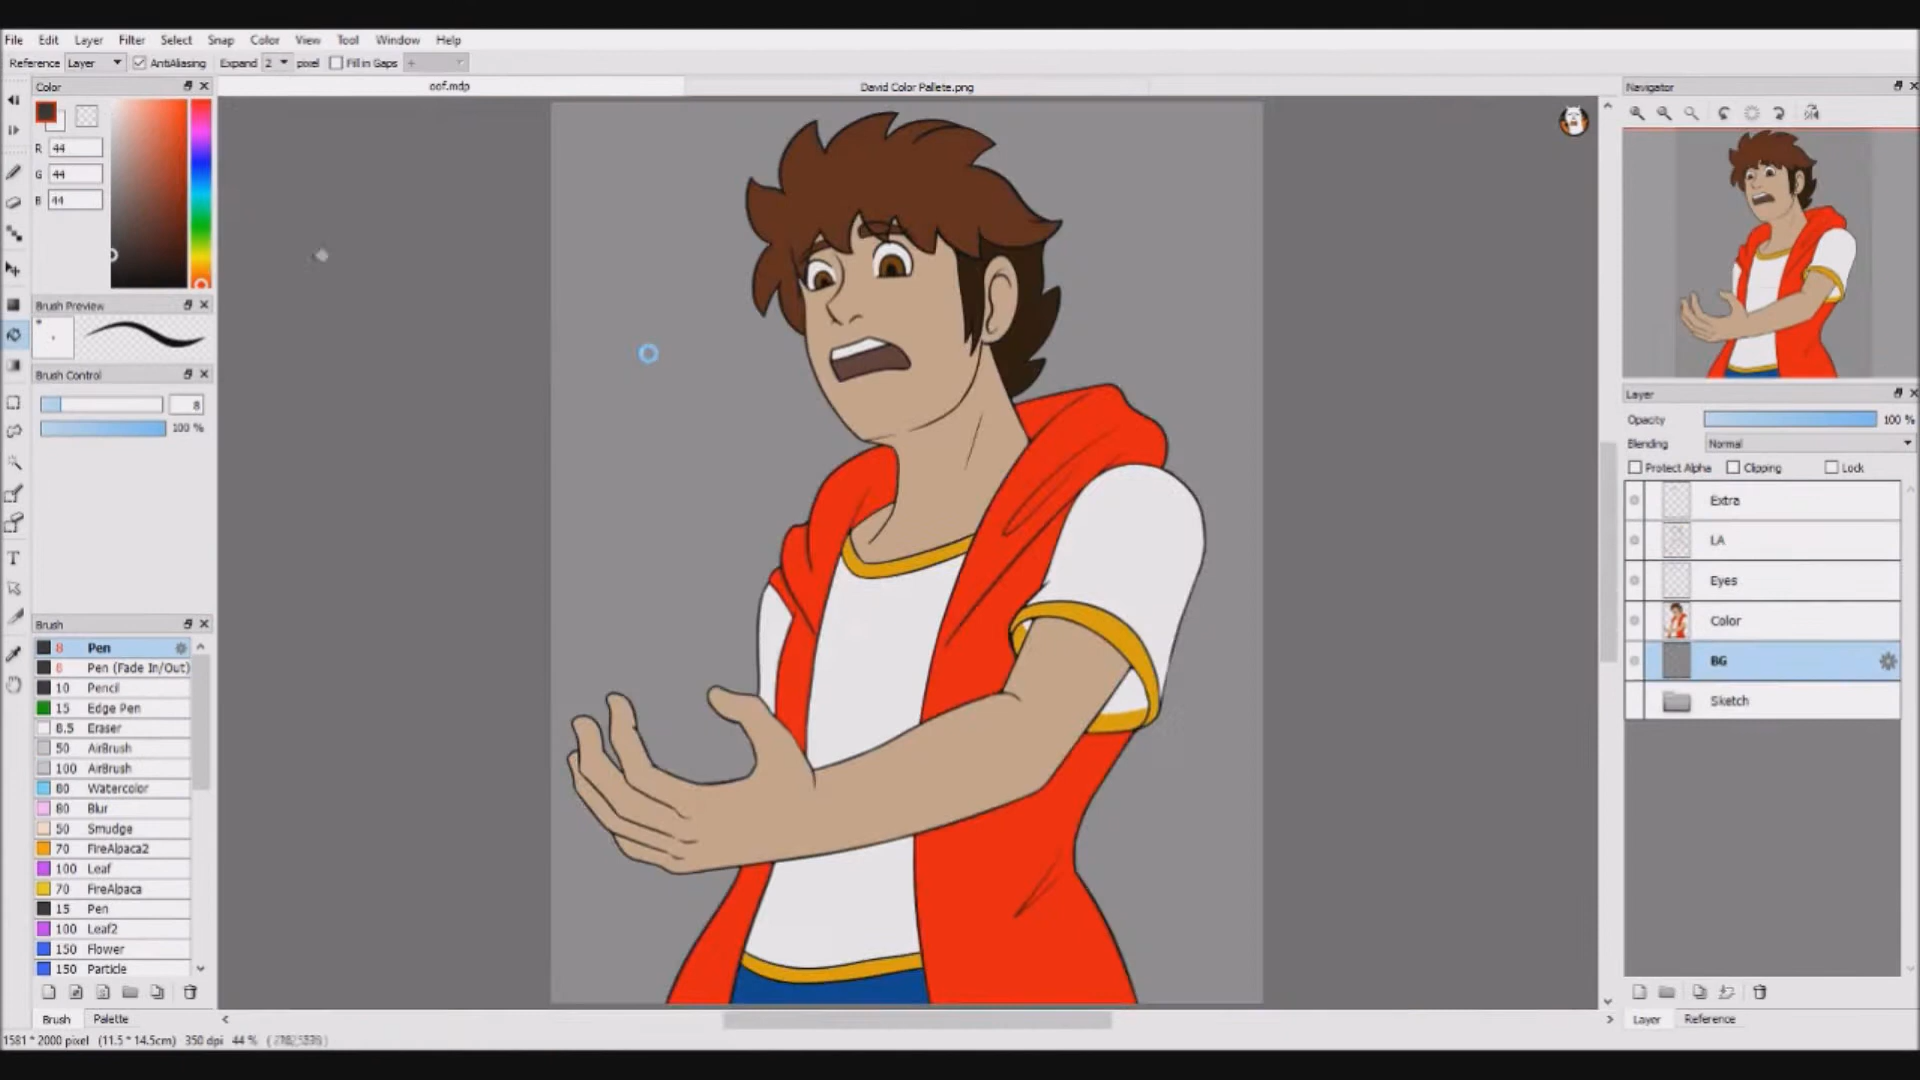 File Edit Layer Filter Select Snap Color View Tool Window Help
Reference Layer AntiAliasing Expand 2 pixel Fill in Gaps +
Color
oof.mdp
David Color Pallete.png
Navigator
R 44
G 44
B 44
Brush Preview
Brush Control
8
100 %
Layer
Opacity 100 %
Blending Normal
Protect Alpha Clipping Lock
Extra
LA
Eyes
Color
BG
Sketch
Brush
8 Pen
8 Pen (Fade In/Out)
10 Pencil
15 Edge Pen
8.5 Eraser
50 AirBrush
100 AirBrush
80 Watercolor
80 Blur
50 Smudge
70 FireAlpaca2
100 Leaf
70 FireAlpaca
15 Pen
100 Leaf2
150 Flower
150 Particle
Brush Palette
Layer Reference
1581 * 2000 pixel (11.5 * 14.5cm) 350 dpi 44 %